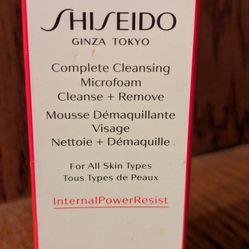 SHISEIDO
GINZA TOKYO
Complete Cleansing
Microfoam
Cleanse + Remove
Mousse Démaquillante
Visage
Nettoie + Démaquille
For All Skin Types
Tous Types de Peaux
InternalPowerResist